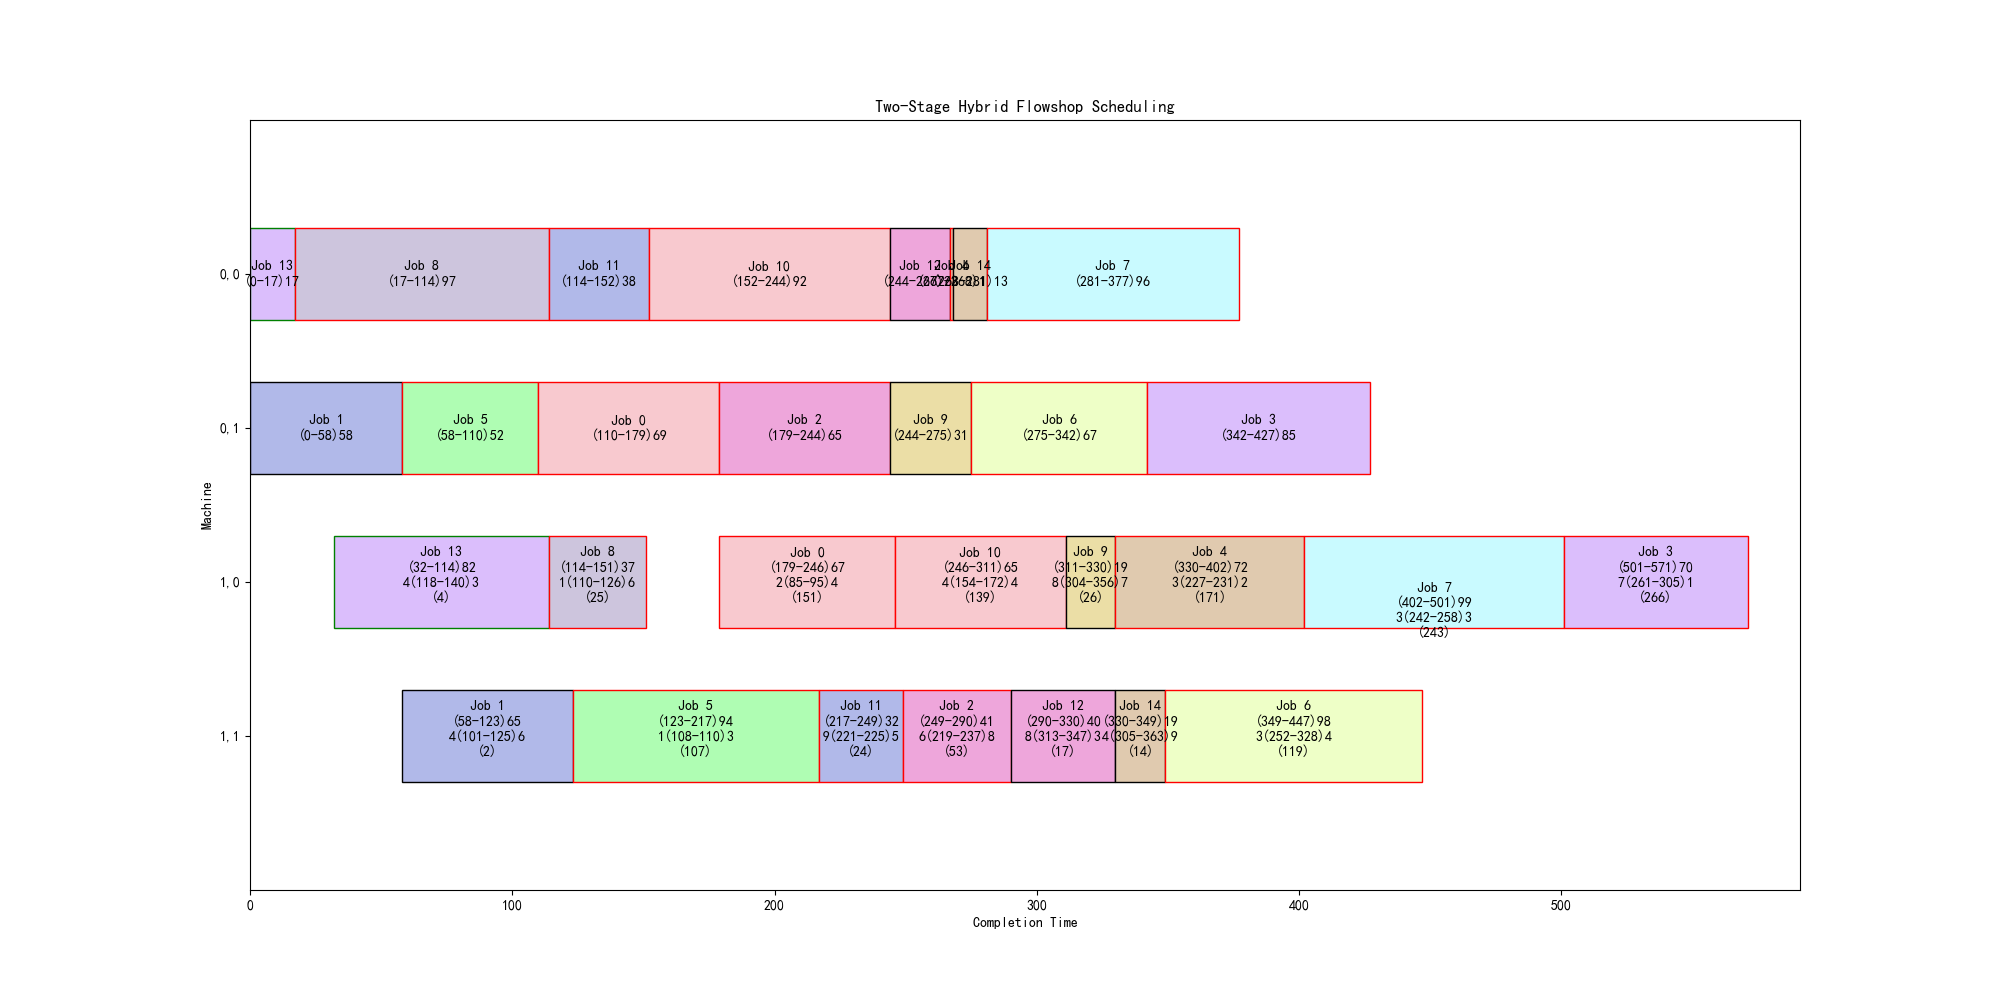 Two-Stage Hybrid Flowshop Scheduling
0,0
Job 13
(0-17)17
Job 8
(17-114)97
Job 11
(114-152)38
Job 10
(152-244)92
Job 12
Job 4
Job 14
Job 7
(281-377)96
0,1
Job 1
(0-58)58
Job 5
(58-110)52
Job 0
(110-179)69
Job 2
(179-244)65
Job 9
(244-275)31
Job 6
(275-342)67
Job 3
(342-427)85
Machine
1,0
Job 13
(32-114)82
4(118-140)3
(4)
Job 8
(114-151)37
1(110-126)6
(25)
Job 0
(179-246)67
2(85-95)4
(151)
Job 10
(246-311)65
4(154-172)4
(139)
Job 9
(311-330)19
8(304-356)7
(26)
Job 4
(330-402)72
3(227-231)2
(171)
Job 7
(402-501)99
3(242-258)3
(243)
Job 3
(501-571)70
7(261-305)1
(266)
1,1
Job 1
(58-123)65
4(101-125)6
(2)
Job 5
(123-217)94
1(108-110)3
(107)
Job 11
(217-249)32
9(221-225)5
(24)
Job 2
(249-290)41
6(219-237)8
(53)
Job 12
(290-330)40
8(313-347)3
(17)
Job 14
(330-349)19
4(305-363)9
(14)
Job 6
(349-447)98
3(252-328)4
(119)
0
100
200
300
400
500
Completion Time